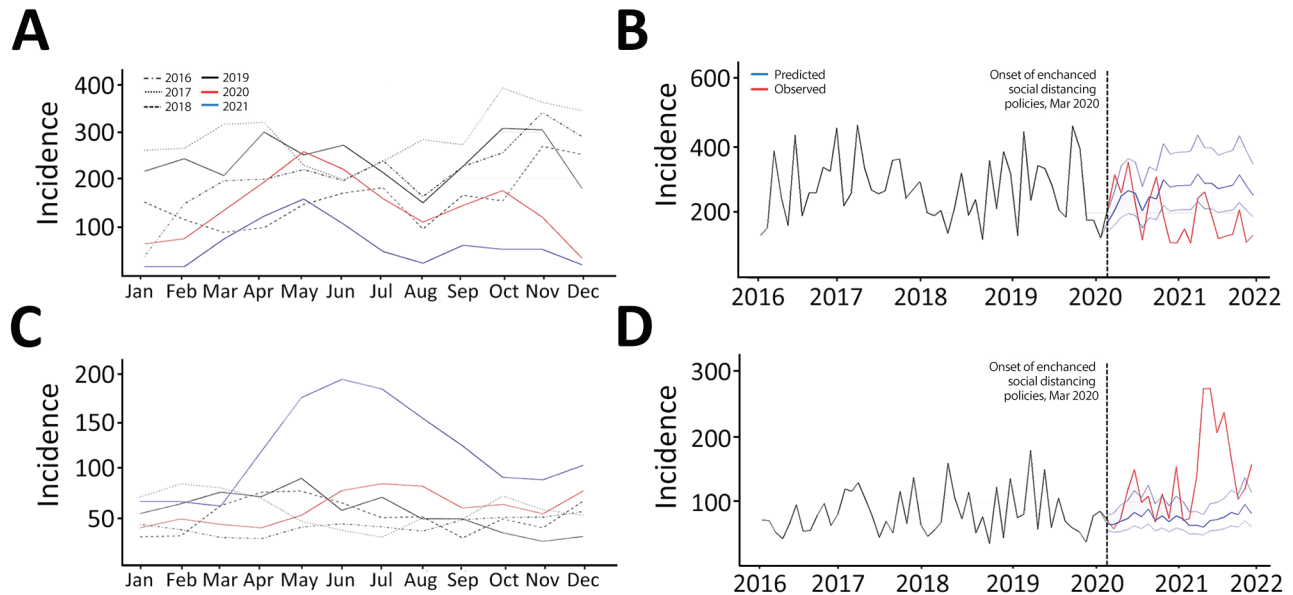 A
Incidence
400
300
200
100
2016
2017
2018
2019
2020
2021
Jan Feb Mar Apr May Jun Jul Aug Sep Oct Nov Dec
B
Incidence
600
400
200
Predicted
Observed
Onset of enchanced
social distancing
policies, Mar 2020
2016 2017 2018 2019 2020 2021 2022
C
Incidence
200
150
100
50
Jan Feb Mar Apr May Jun Jul Aug Sep Oct Nov Dec
D
Incidence
300
200
100
Onset of enchanced
social distancing
policies, Mar 2020
2016 2017 2018 2019 2020 2021 2022